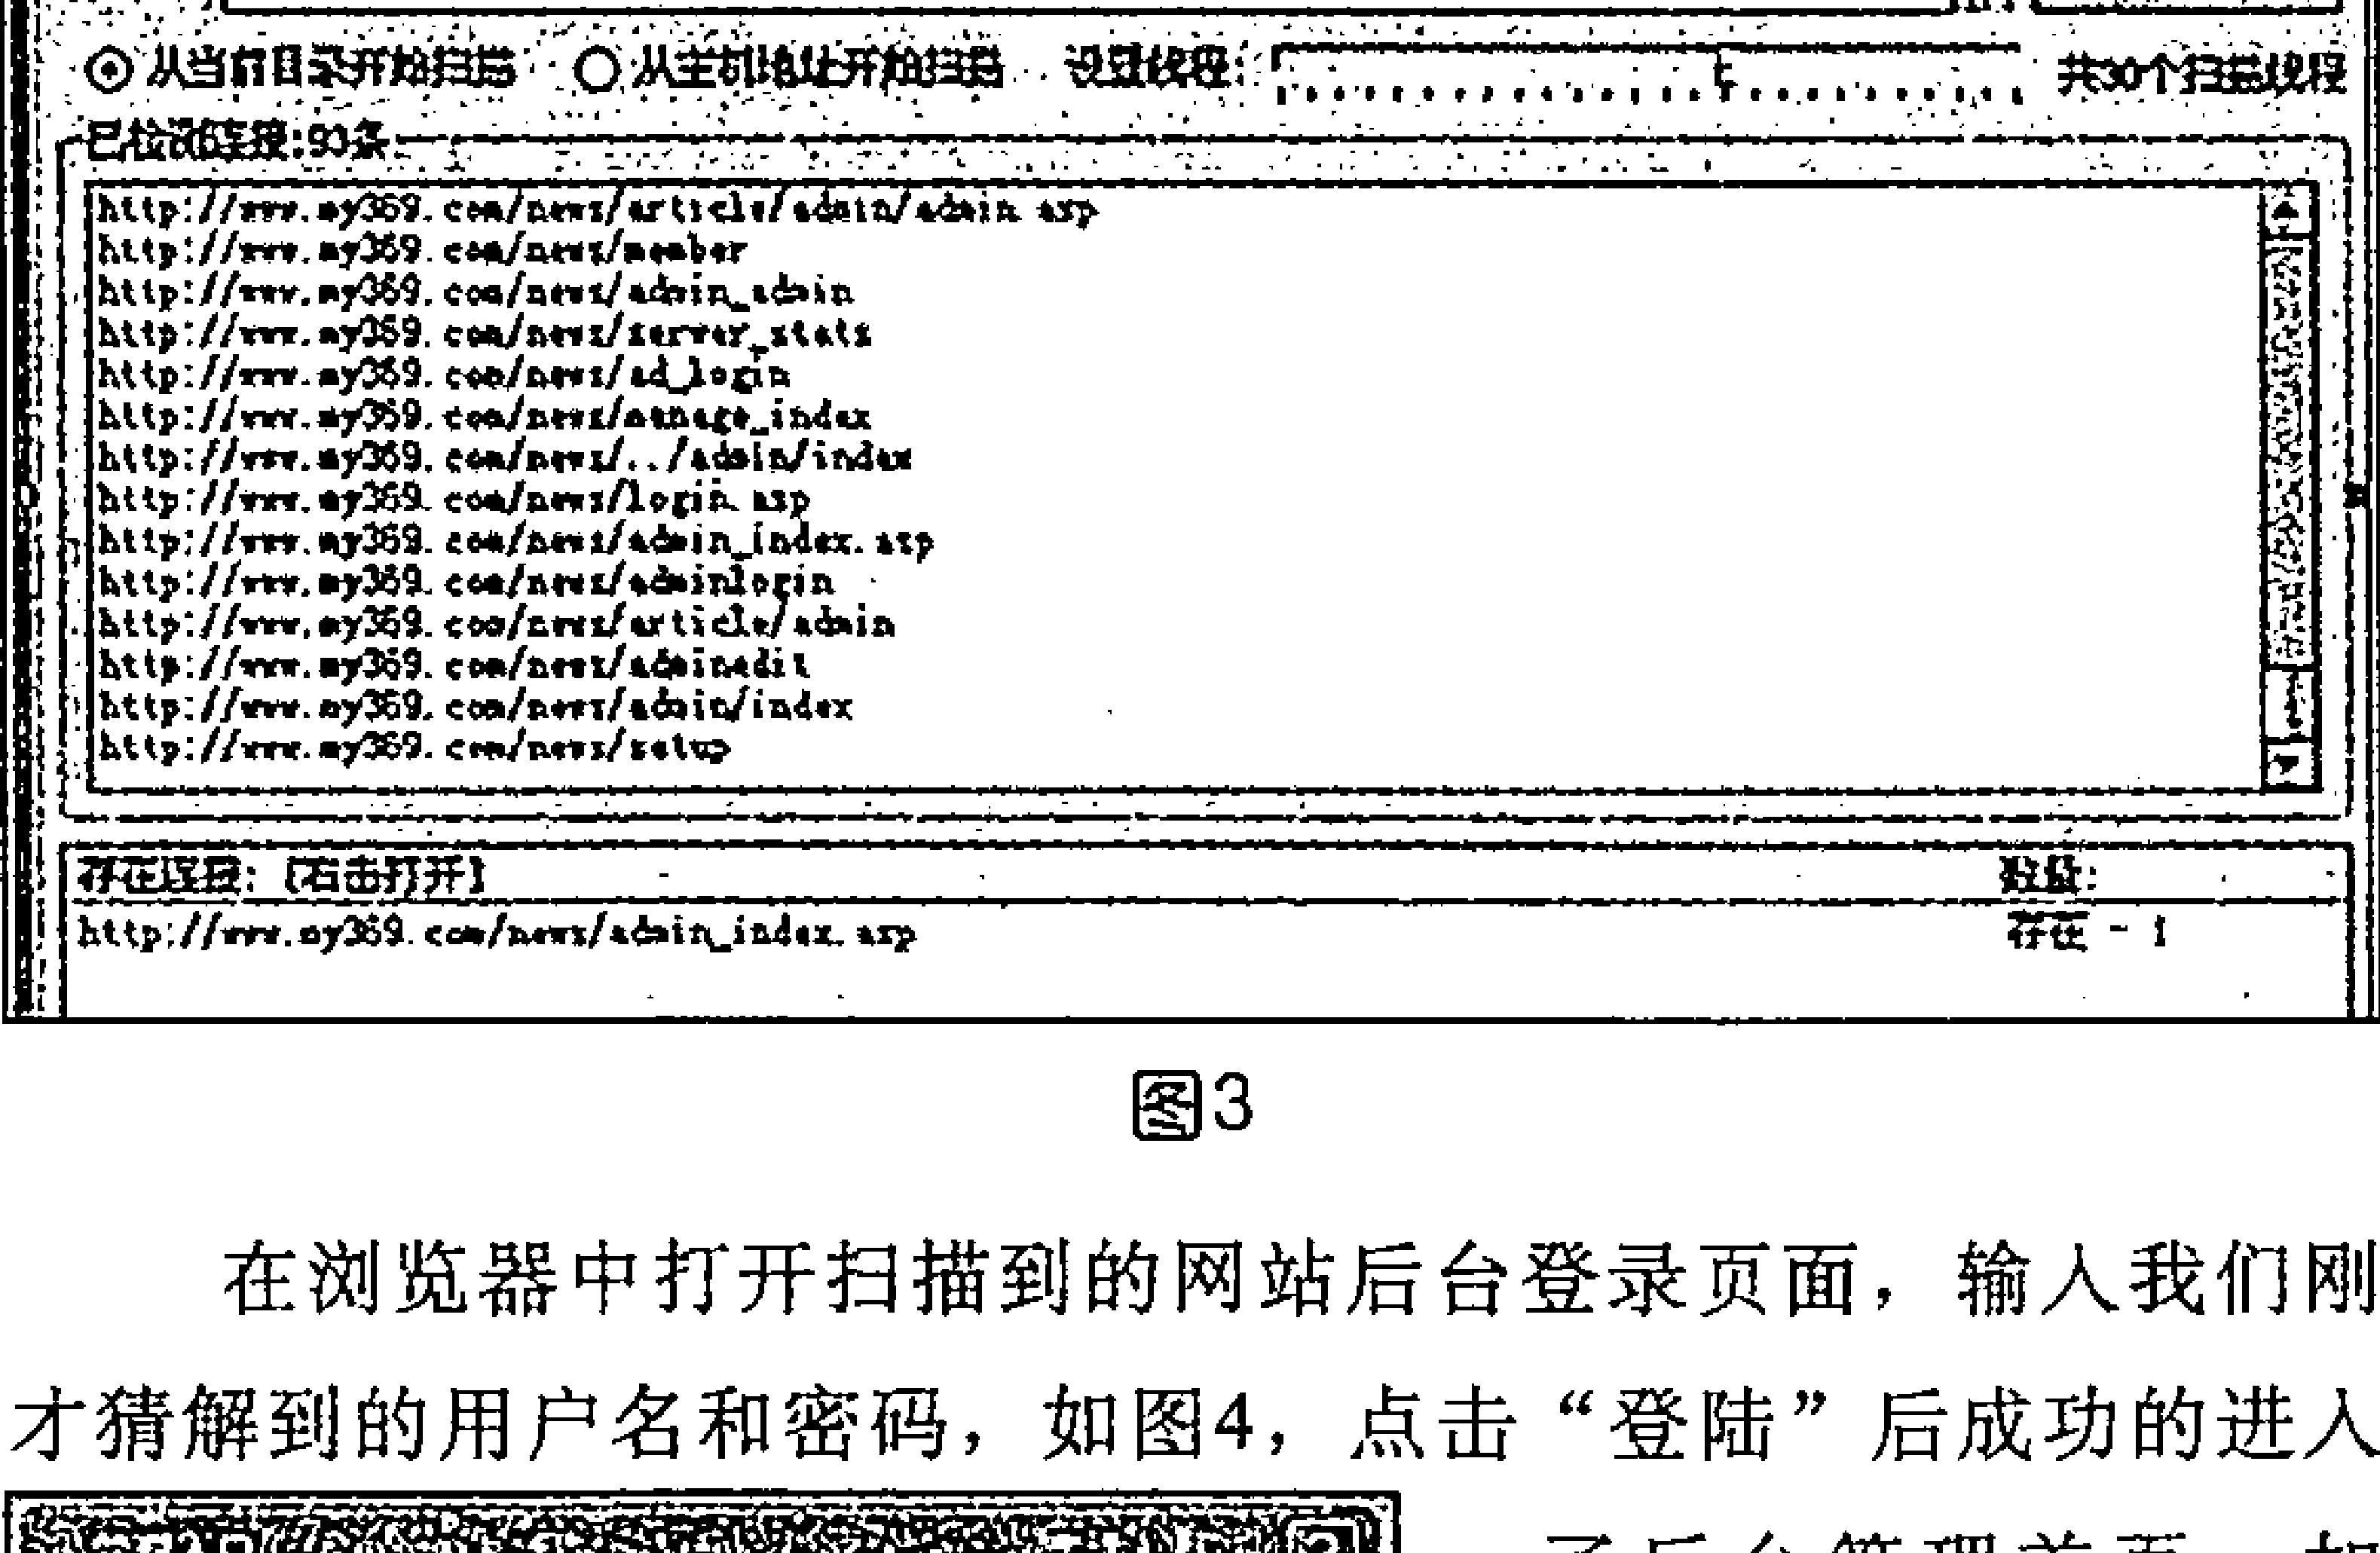 从当前目录开始扫描 从主机地址开始扫描 设置线程: 共30个扫描线程
已检测连接:93条
http://www.my369.com/news/article/admin/admin.asp
http://www.my369.com/news/member
http://www.my369.com/news/admin_admin
http://www.my369.com/news/server_stats
http://www.my369.com/news/ad_login
http://www.my369.com/news/manage_index
http://www.my369.com/news/../admin/index
http://www.my369.com/news/login.asp
http://www.my369.com/news/admin_index.asp
http://www.my369.com/news/adminlogin
http://www.my369.com/news/article/admin
http://www.my369.com/news/adminedit
http://www.my369.com/news/admin/index
http://www.my369.com/news/setup
存在连接: [右击打开] 数量:
http://www.my369.com/news/admin_index.asp 存在 - 1
图3
在浏览器中打开扫描到的网站后台登录页面，输入我们刚
才猜解到的用户名和密码，如图4，点击“登陆”后成功的进入